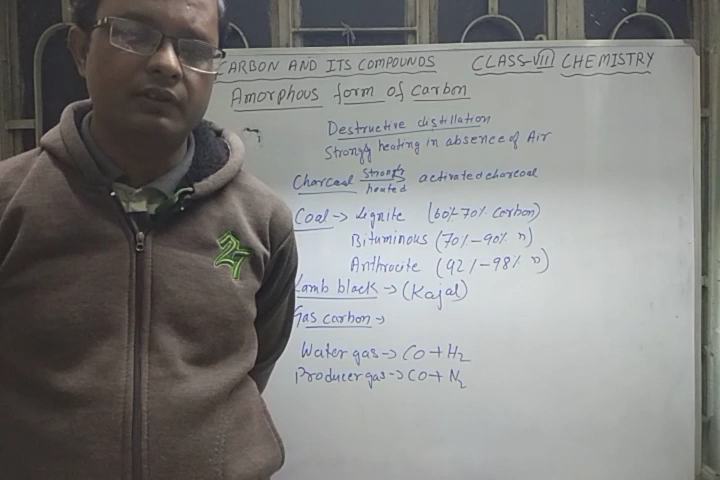 CARBON AND ITS COMPOUNDS CLASS-VII CHEMISTRY
Amorphous form of carbon
Destructive distillation
Strongly heating in absence of Air
Charcoal Strongly heated → activated charcoal
Coal → Lignite (60%-70% Carbon)
Bituminous (70%-90% ")
Anthrocite (92%-98% ")
Lamb black → (Kajal)
Gas carbon →
Water gas → CO + H2
Producer gas → CO + N2